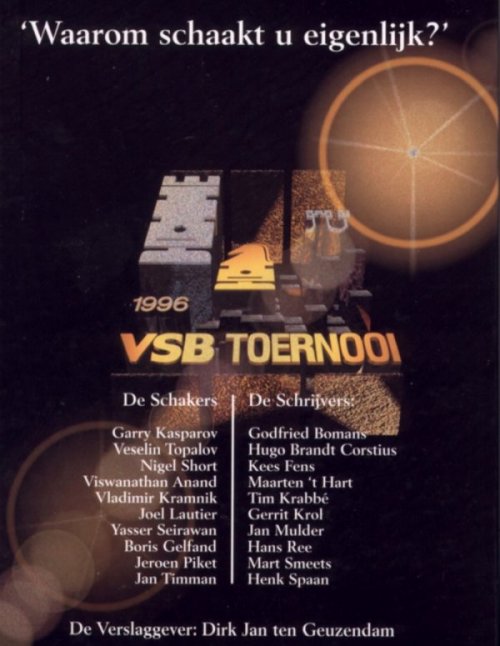 ‘Waarom schaakt u eigenlijk?’
1996
VSB TOERNOOI
De Schakers
Garry Kasparov
Veselin Topalov
Nigel Short
Viswanathan Anand
Vladimir Kramnik
Joel Lautier
Yasser Seirawan
Boris Gelfand
Jeroen Piket
Jan Timman
De Schrijvers:
Godfried Bomans
Hugo Brandt Corstius
Kees Fens
Maarten ‘t Hart
Tim Krabbé
Gerrit Krol
Jan Mulder
Hans Ree
Mart Smeets
Henk Spaan
De Verslaggever: Dirk Jan ten Geuzendam